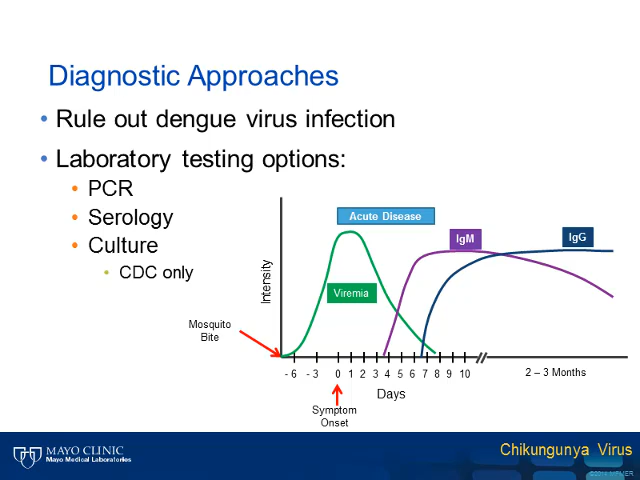 Diagnostic Approaches
• Rule out dengue virus infection
• Laboratory testing options:
• PCR
• Serology
• Culture
• CDC only
Acute Disease
IgM
IgG
Intensity
Viremia
Mosquito
Bite
- 6 - 3 0 1 2 3 4 5 6 7 8 9 10
2 – 3 Months
Days
Symptom
Onset
MAYO CLINIC
Mayo Medical Laboratories
Chikungunya Virus